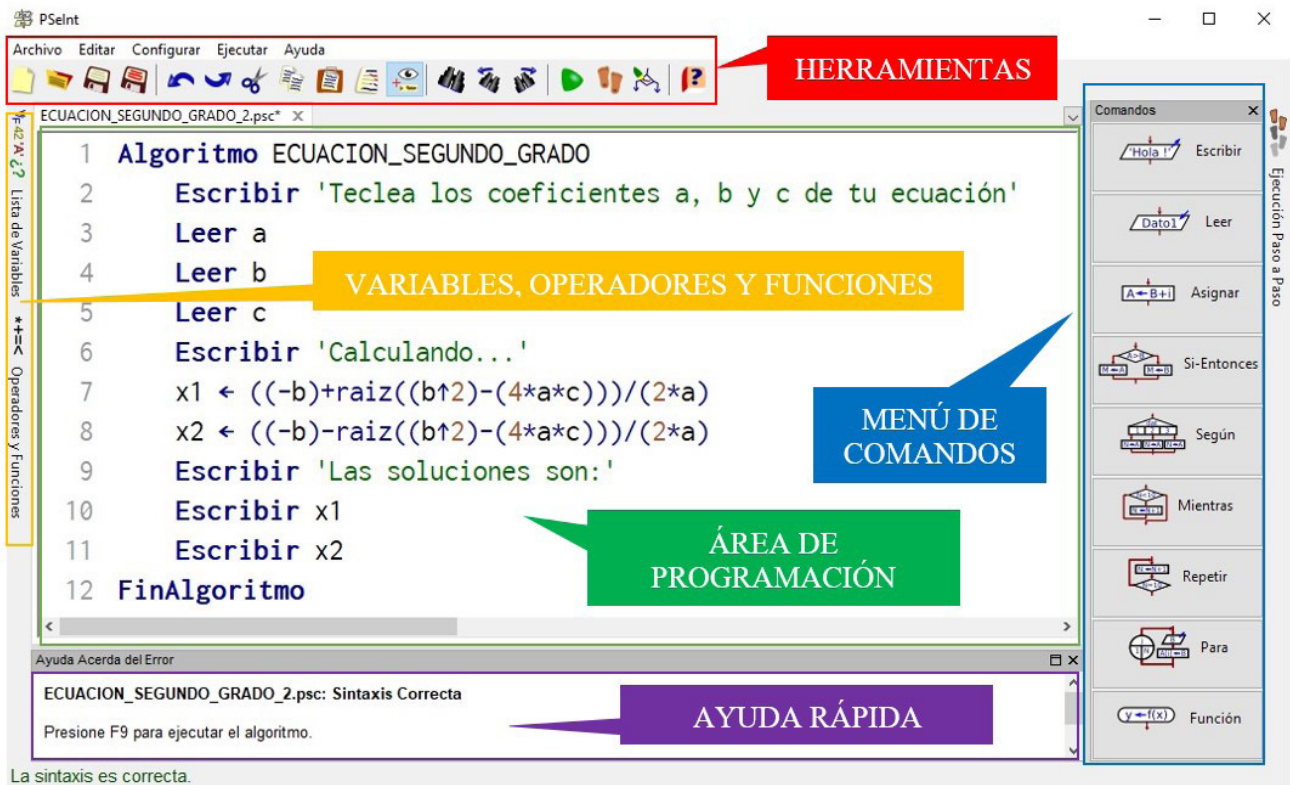 PSeInt
Archivo Editar Configurar Ejecutar Ayuda
HERRAMIENTAS
ECUACION_SEGUNDO_GRADO_2.psc* X
1 Algoritmo ECUACION_SEGUNDO_GRADO
2 Escribir 'Teclea los coeficientes a, b y c de tu ecuación'
3 Leer a
4 Leer b
5 Leer c
6 Escribir 'Calculando...'
7 x1 ← ((-b)+raiz((b↑2)-(4*a*c)))/(2*a)
8 x2 ← ((-b)-raiz((b↑2)-(4*a*c)))/(2*a)
9 Escribir 'Las soluciones son:'
10 Escribir x1
11 Escribir x2
12 FinAlgoritmo
VARIABLES, OPERADORES Y FUNCIONES
MENÚ DE
COMANDOS
ÁREA DE
PROGRAMACIÓN
42 'A' ¿? Lista de Variables
*+=< Operadores y Funciones
Comandos
'Hola !' Escribir
Dato1 Leer
A←B+i Asignar
A>B M←A M←B Si-Entonces
1 2 3 Según
Mientras
Repetir
Para
y←f(x) Función
Ejecución Paso a Paso
Ayuda Acerda del Error
ECUACION_SEGUNDO_GRADO_2.psc: Sintaxis Correcta
Presione F9 para ejecutar el algoritmo.
AYUDA RÁPIDA
La sintaxis es correcta.